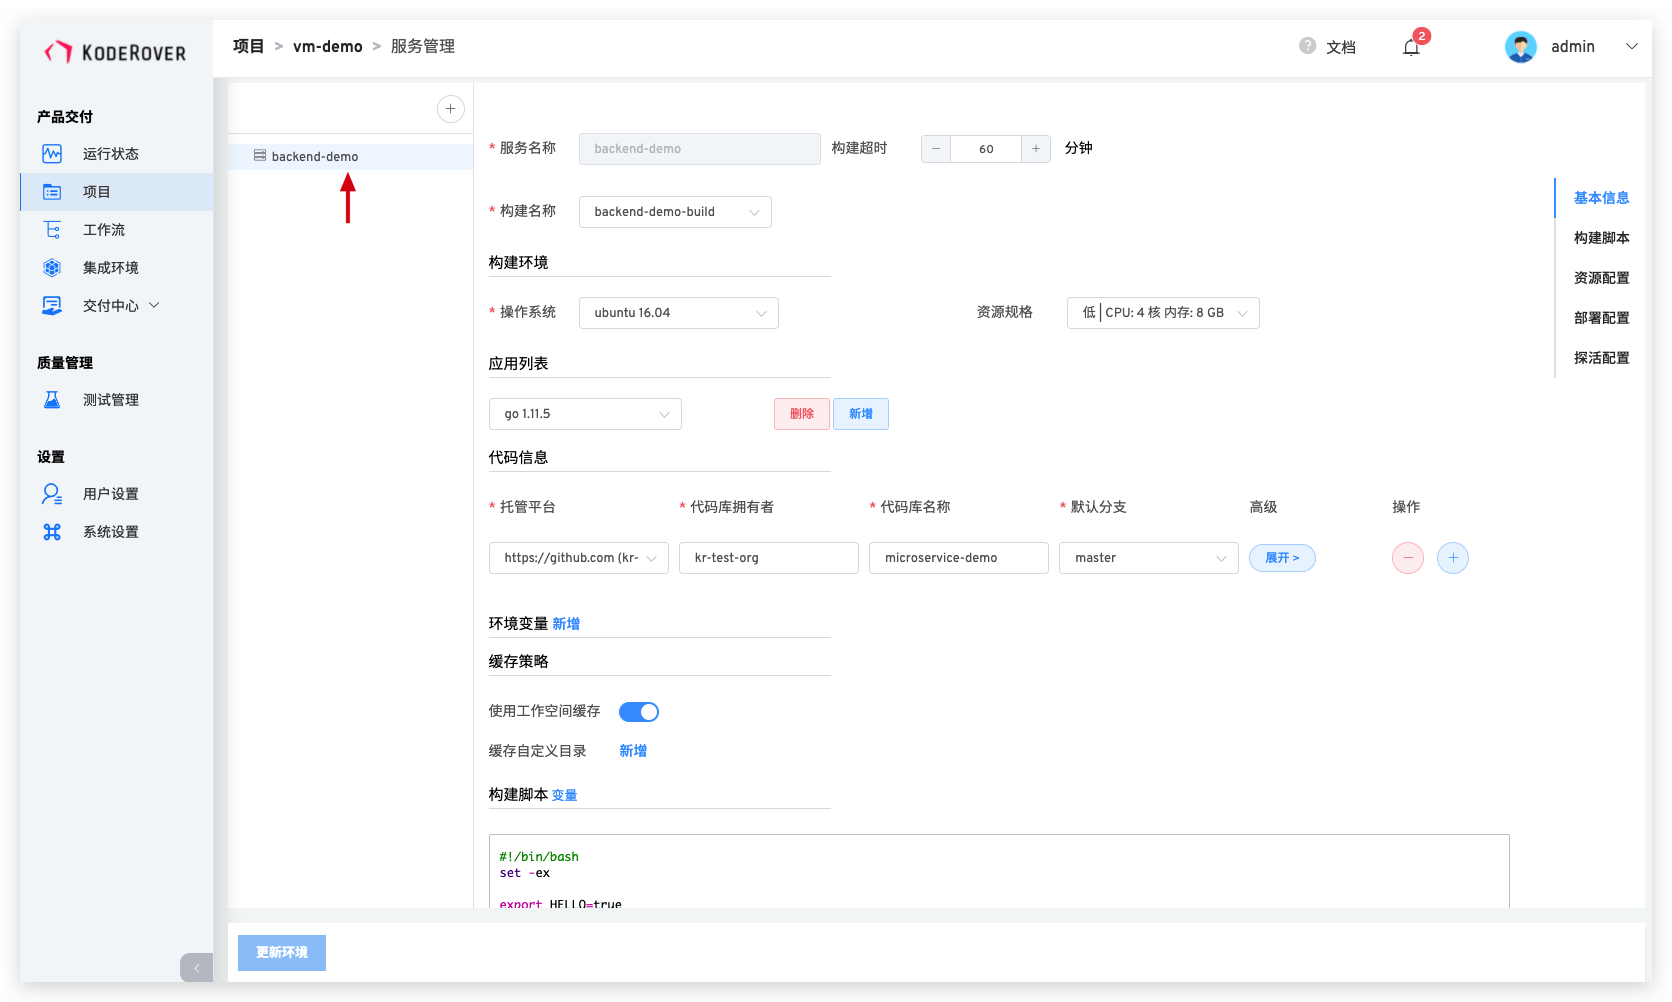 KODEROVER
项目 > vm-demo > 服务管理
? 文档
2
admin
产品交付
运行状态
项目
工作流
集成环境
交付中心
质量管理
测试管理
设置
用户设置
系统设置
backend-demo
* 服务名称 backend-demo 构建超时 − 60 + 分钟
* 构建名称 backend-demo-build
构建环境
* 操作系统 ubuntu 16.04 资源规格 低 | CPU: 4 核 内存: 8 GB
应用列表
go 1.11.5 删除 新增
代码信息
* 托管平台 * 代码库拥有者 * 代码库名称 * 默认分支 高级 操作
https://github.com (kr- kr-test-org microservice-demo master 展开 >
环境变量 新增
缓存策略
使用工作空间缓存
缓存自定义目录 新增
构建脚本 变量
#!/bin/bash
set -ex
export HELLO=true
基本信息
构建脚本
资源配置
部署配置
探活配置
更新环境